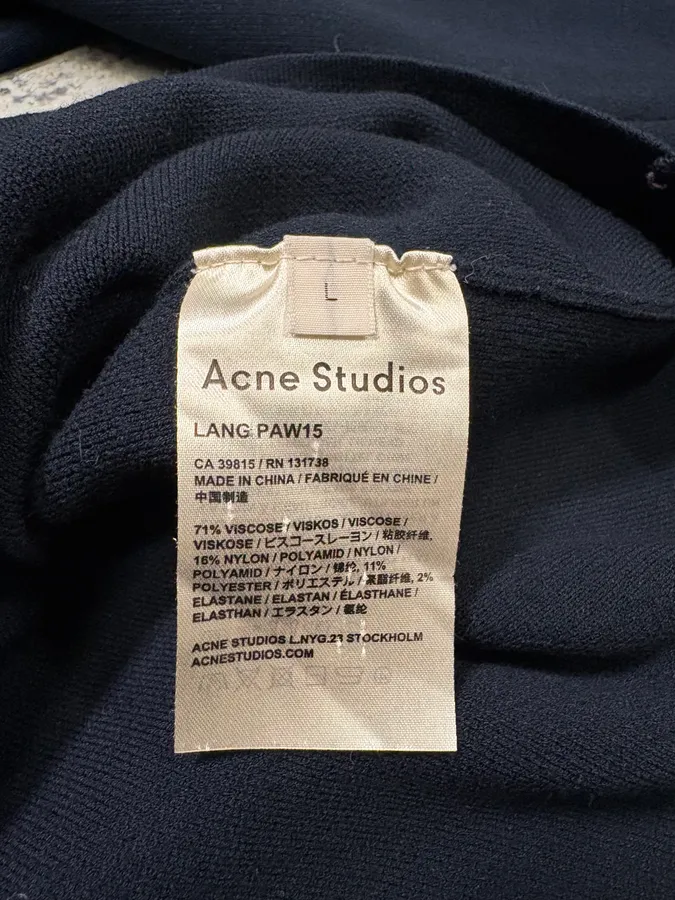 L
Acne Studios
LANG PAW15
CA 39815 / RN 131738
MADE IN CHINA / FABRIQUÉ EN CHINE /
中国制造
71% VISCOSE / VISKOS / VISCOSE /
VISKOSE / ビスコースレーヨン / 粘胶纤维,
16% NYLON / POLYAMID / NYLON /
POLYAMID / ナイロン / 锦纶, 11%
POLYESTER / ポリエステル / 聚酯纤维, 2%
ELASTANE / ELASTAN / ÉLASTHANE /
ELASTHAN / エラスタン / 氨纶
ACNE STUDIOS L.NYG.23 STOCKHOLM
ACNESTUDIOS.COM